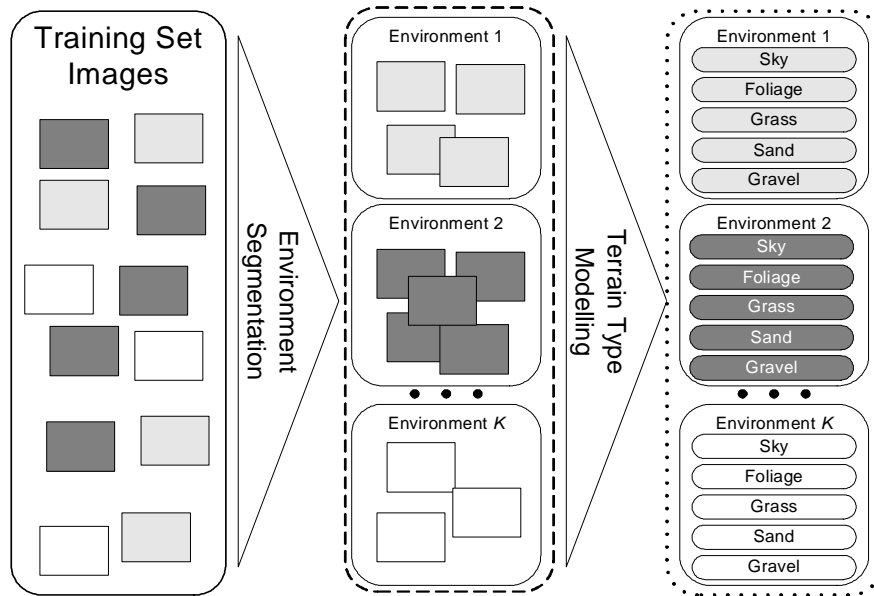 Training Set
Images
Environment
Segmentation
Environment 1
Environment 2
Environment K
Terrain Type
Modelling
Environment 1
Sky
Foliage
Grass
Sand
Gravel
Environment 2
Sky
Foliage
Grass
Sand
Gravel
Environment K
Sky
Foliage
Grass
Sand
Gravel